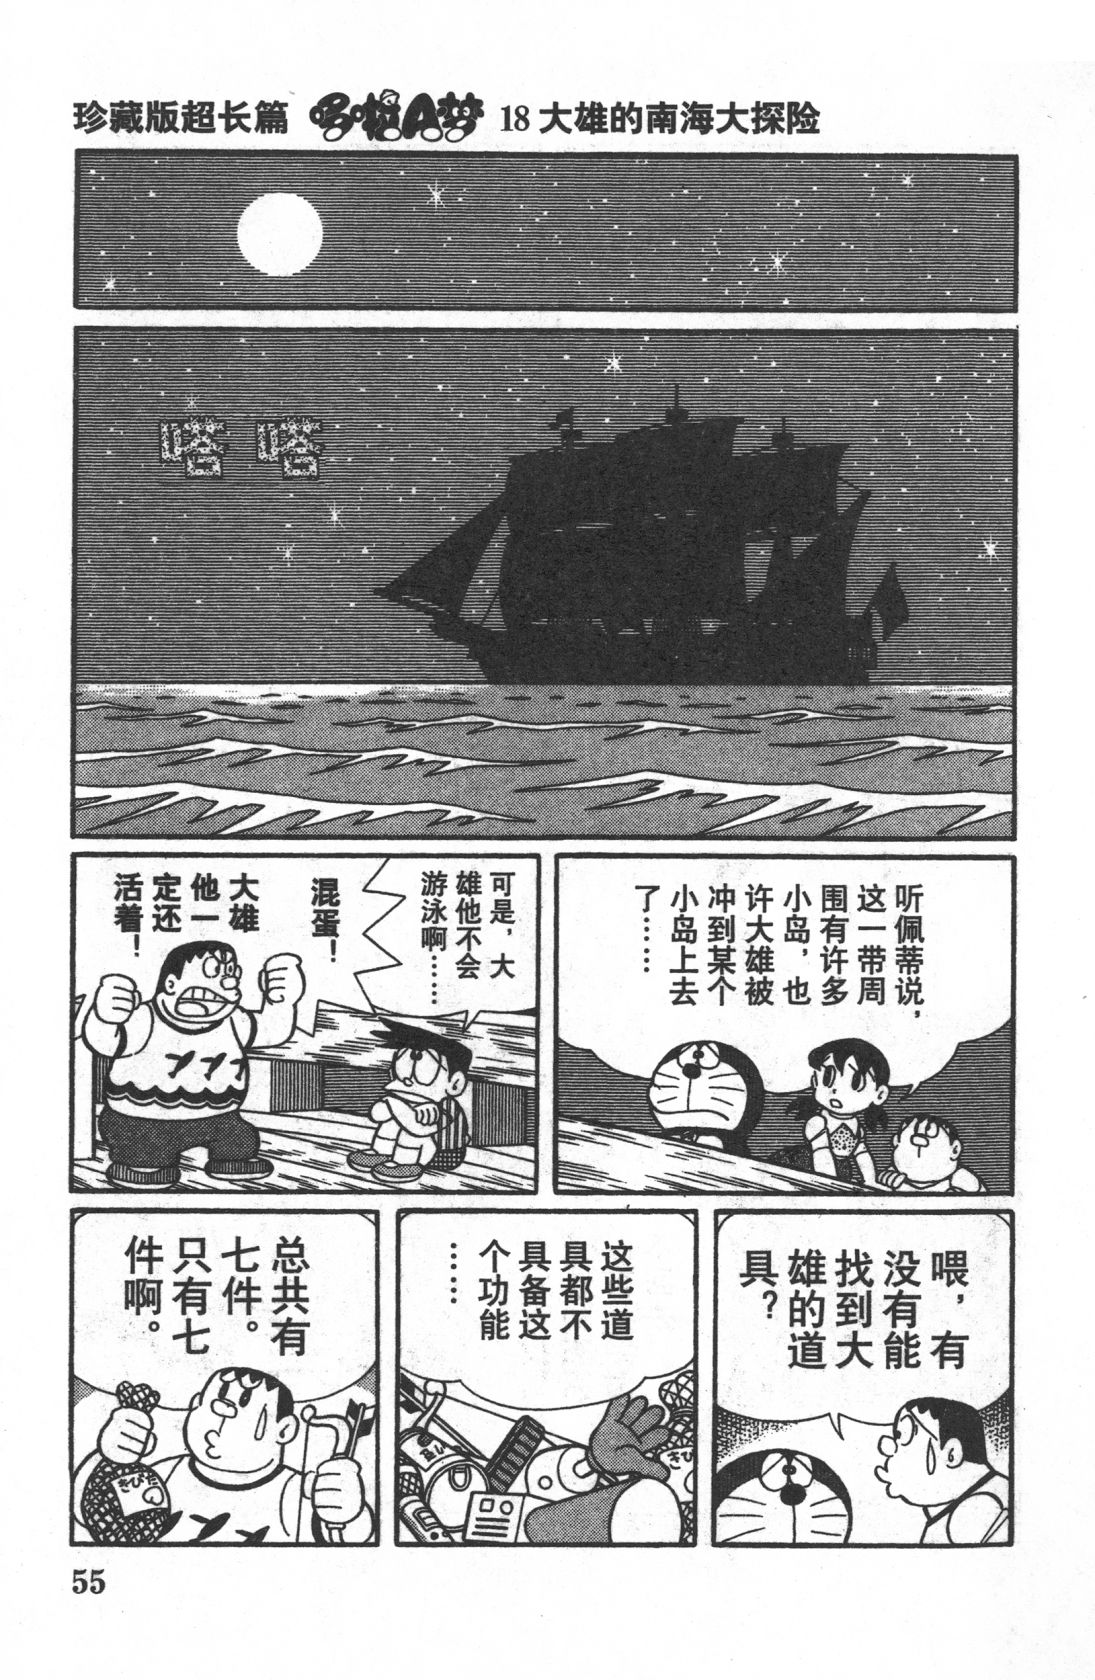 珍藏版超长篇 哆啦A梦 18 大雄的南海大探险
嗒 嗒
听佩蒂说，
这一带周
围有许多
小岛，也
许大雄被
冲到某个
小岛上去
了……
可是，大
雄他不会
游泳啊……
混蛋！
大雄
他一
定还
活着！
喂，有
没有能
找到大
雄的道
具？
这些道
具都不
具备这
个功能
……
总共有
七件。
只有七
件啊。
きびだ
55